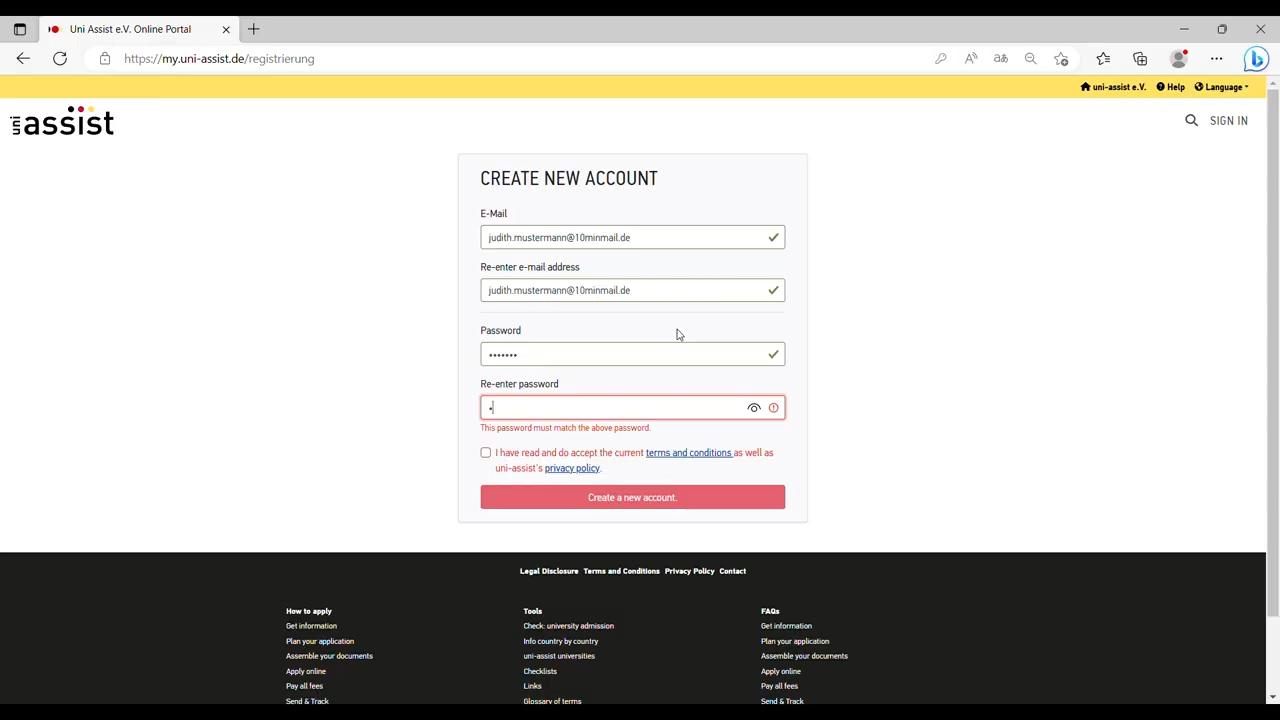 Uni Assist e.V. Online Portal
https://my.uni-assist.de/registrierung
uni-assist e.V. Help Language
uni assist
SIGN IN
CREATE NEW ACCOUNT
E-Mail
judith.mustermann@10minmail.de
Re-enter e-mail address
judith.mustermann@10minmail.de
Password
•••••••
Re-enter password
•
This password must match the above password.
I have read and do accept the current terms and conditions as well as
uni-assist's privacy policy.
Create a new account.
Legal Disclosure Terms and Conditions Privacy Policy Contact
How to apply Tools FAQs
Get information Check: university admission Get information
Plan your application Info country by country Plan your application
Assemble your documents uni-assist universities Assemble your documents
Apply online Checklists Apply online
Pay all fees Links Pay all fees
Send & Track Glossary of terms Send & Track